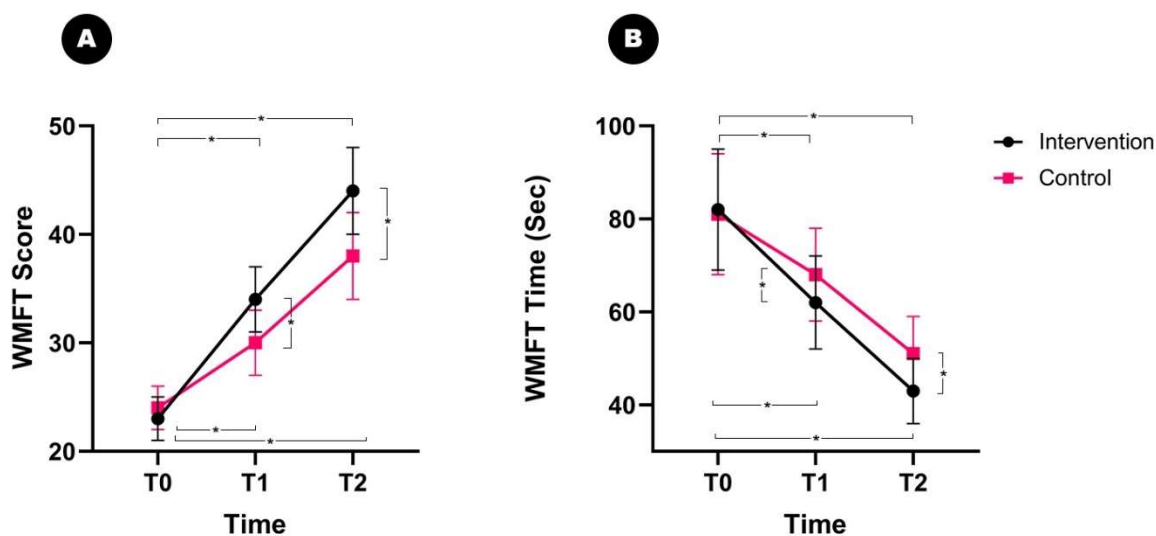 A
B
50
40
30
20
WMFT Score
T0 T1 T2
Time
*
*
*
*
*
*
100
80
60
40
WMFT Time (Sec)
T0 T1 T2
Time
*
*
*
*
*
*
Intervention
Control